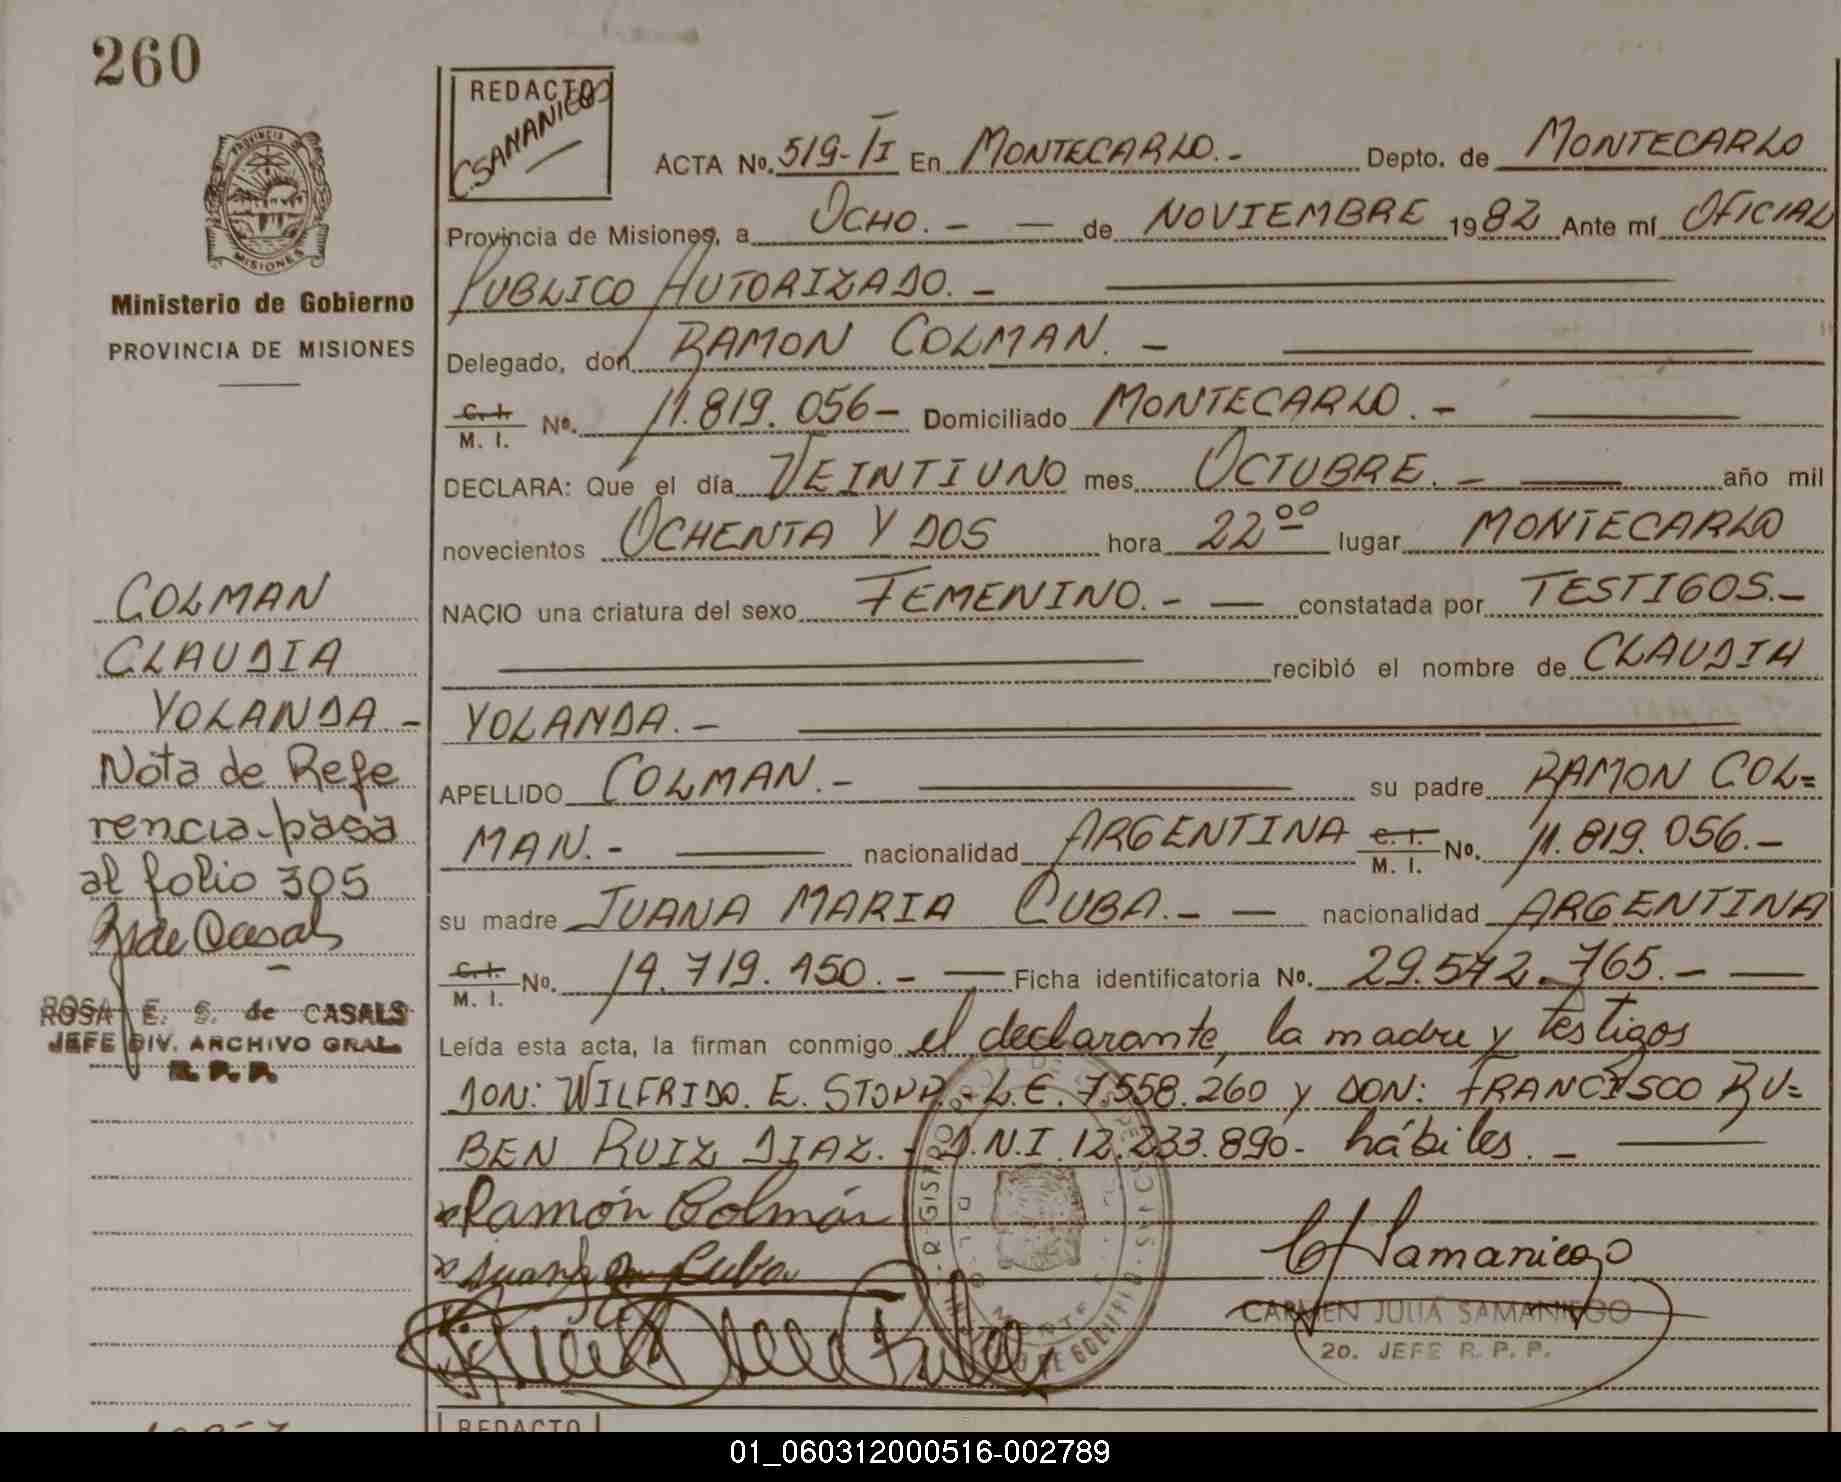 260
REDACTO
CSAMANIEGO
ACTA No. 519-I En MONTECARLO.- Depto. de MONTECARLO
PROVINCIA DE MISIONES
Provincia de Misiones, a OCHO. - — de NOVIEMBRE 1982 Ante mí OFICIAL
PUBLICO AUTORIZADO. -
Ministerio de Gobierno
PROVINCIA DE MISIONES
Delegado, don RAMON COLMAN. -
C. I.
M. I. Nº. 11.819.056- Domiciliado MONTECARLO. -
DECLARA: Que el día VEINTIUNO mes OCTUBRE. - — año mil
novecientos OCHENTA Y DOS hora 22ºº lugar MONTECARLO
NACIO una criatura del sexo FEMENINO. - — constatada por TESTIGOS.-
recibió el nombre de CLAUDIA
YOLANDA. -
APELLIDO COLMAN. - su padre RAMON COL=
MAN. - — nacionalidad ARGENTINA C. I.
M. I. No. 11.819.056. -
su madre JUANA MARIA CUBA. - — nacionalidad ARGENTINA
C. I.
M. I. No. 14.719.450. - — Ficha identificatoria No. 29.542.765. - —
Leída esta acta, la firman conmigo el declarante, la madre y testigos
DON: WILFRIDO. E. L.E. 7.558.260 y DON: FRANCISCO RU=
BEN RUIZ DIAZ. - D.N.I. 12.233.890- hábiles. -
Ramón Colmán
Juana Cuba
CJSamaniego
CARMEN JULIA SAMANIEGO
2o. JEFE R. P. P.
COLMAN
CLAUDIA
YOLANDA -
Nota de Refe
rencia-pasa
al folio 305
R. de Casals
ROSA E. S. de CASALS
JEFE DIV. ARCHIVO GRAL.
R. P. P.
REDACTO
01_060312000516-002789